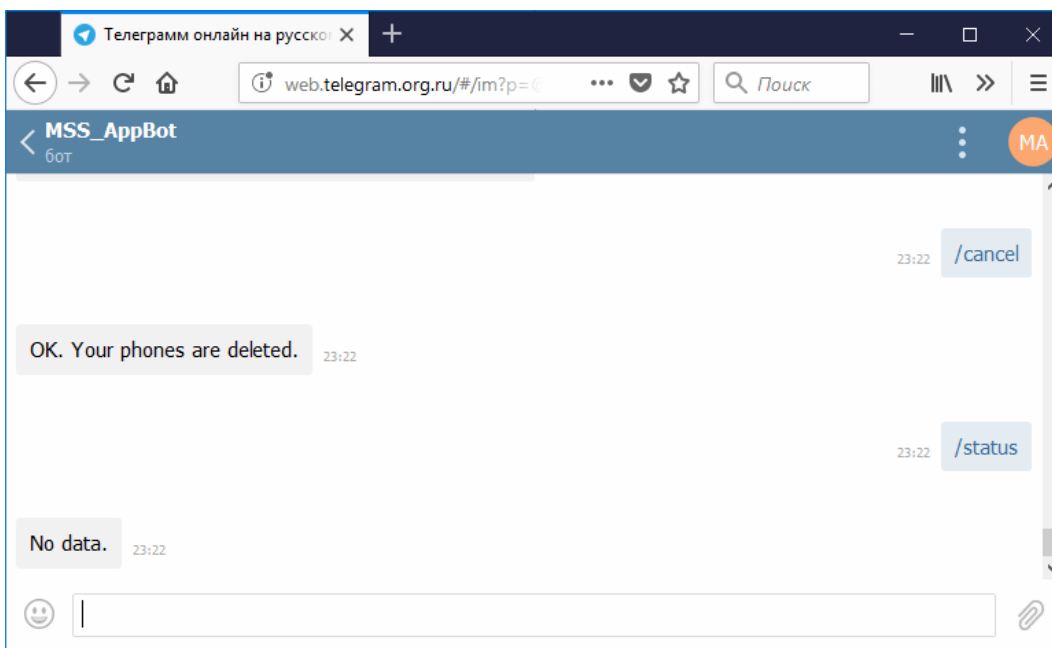 Телеграмм онлайн на русско
web.telegram.org.ru/#/im?p=@
Поиск
MSS_AppBot
бот
MA
/cancel
23:22
OK. Your phones are deleted.
23:22
/status
23:22
No data.
23:22